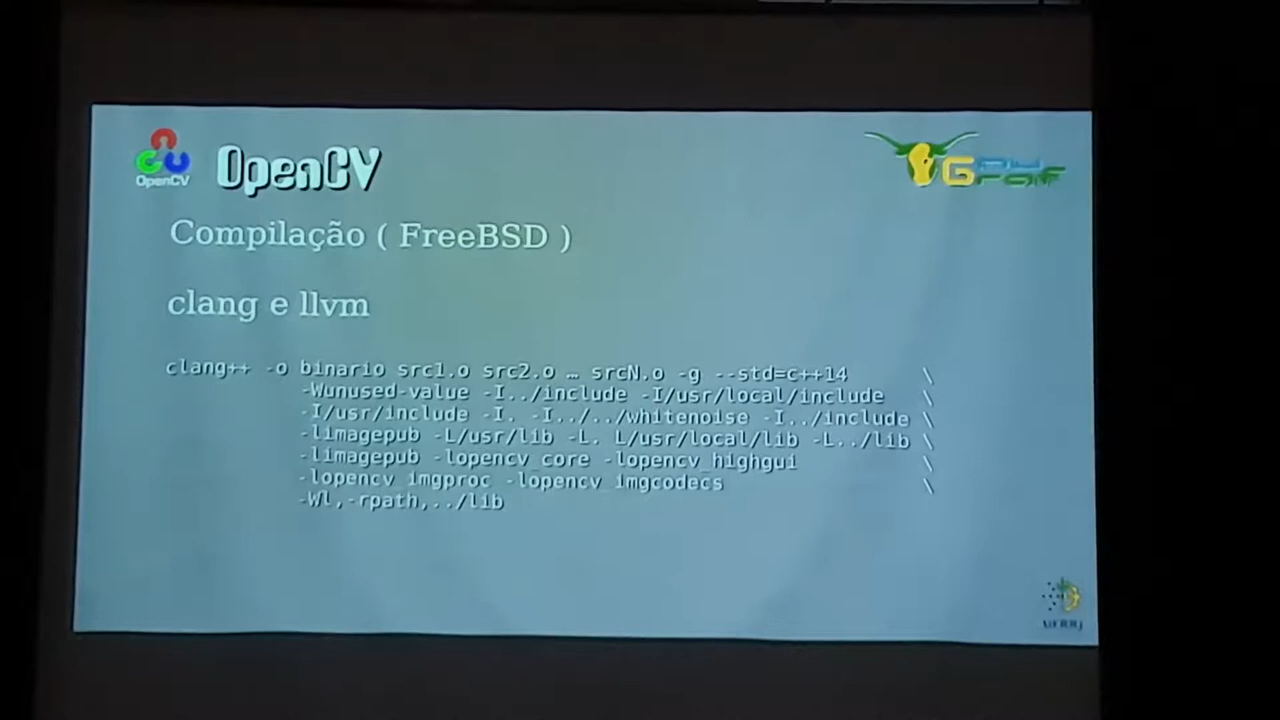 OpenCV
OpenCV
Compilação ( FreeBSD )
clang e llvm
clang++ -o binario src1.o src2.o … srcN.o -g --std=c++14 \
-Wunused-value -I../include -I/usr/local/include \
-I/usr/include -I. -I../../whitenoise -I../include \
-limagepub -L/usr/lib -L. L/usr/local/lib -L../lib \
-limagepub -lopencv_core -lopencv_highgui \
-lopencv_imgproc -lopencv_imgcodecs \
-Wl,-rpath,../lib
UFRRJ